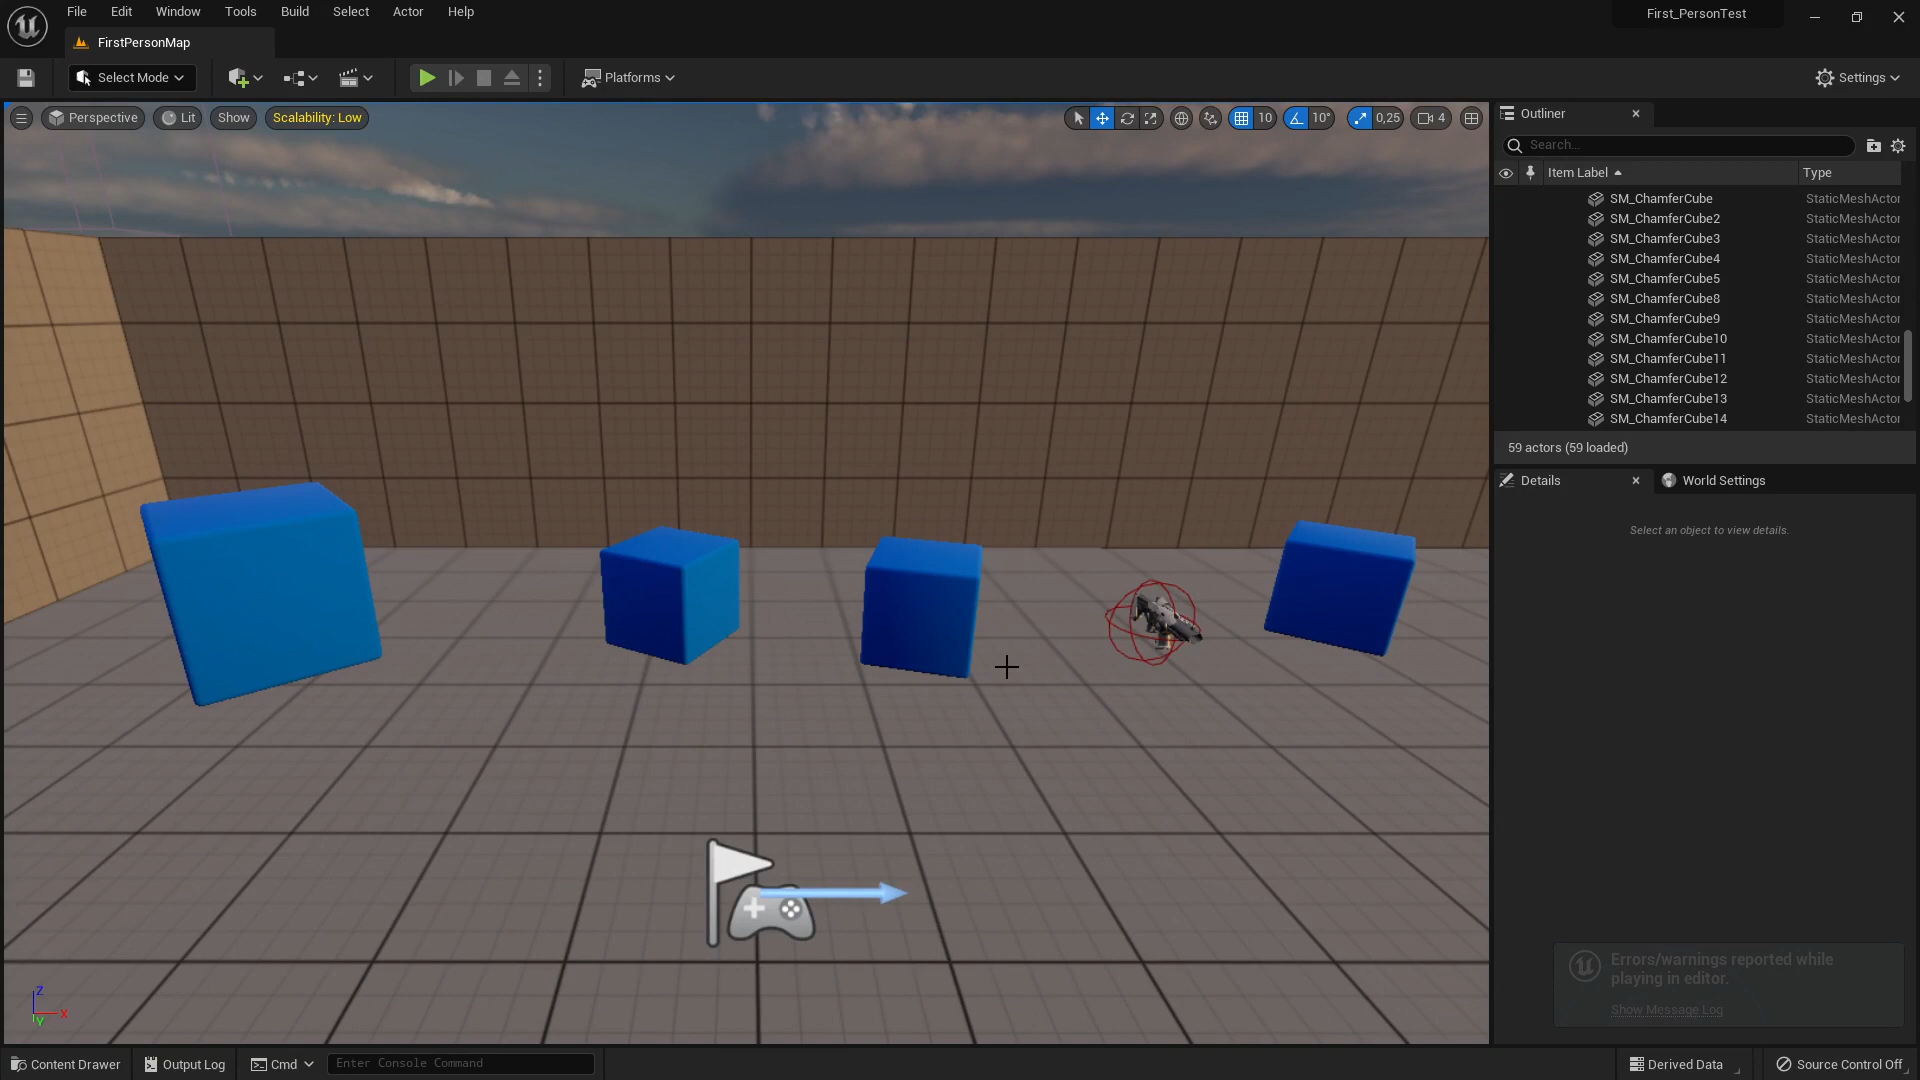 File Edit Window Tools Build Select Actor Help
First_PersonTest
FirstPersonMap
Select Mode
Platforms
Settings
Perspective Lit Show Scalability: Low
10 10° 0,25 4
Outliner
Search...
Item Label Type
SM_ChamferCube StaticMeshActor
SM_ChamferCube2 StaticMeshActor
SM_ChamferCube3 StaticMeshActor
SM_ChamferCube4 StaticMeshActor
SM_ChamferCube5 StaticMeshActor
SM_ChamferCube8 StaticMeshActor
SM_ChamferCube9 StaticMeshActor
SM_ChamferCube10 StaticMeshActor
SM_ChamferCube11 StaticMeshActor
SM_ChamferCube12 StaticMeshActor
SM_ChamferCube13 StaticMeshActor
SM_ChamferCube14 StaticMeshActor
59 actors (59 loaded)
Details World Settings
Select an object to view details.
Errors/warnings reported while
playing in editor.
Show Message Log
Z
X
Y
Content Drawer Output Log Cmd Enter Console Command Derived Data Source Control Off